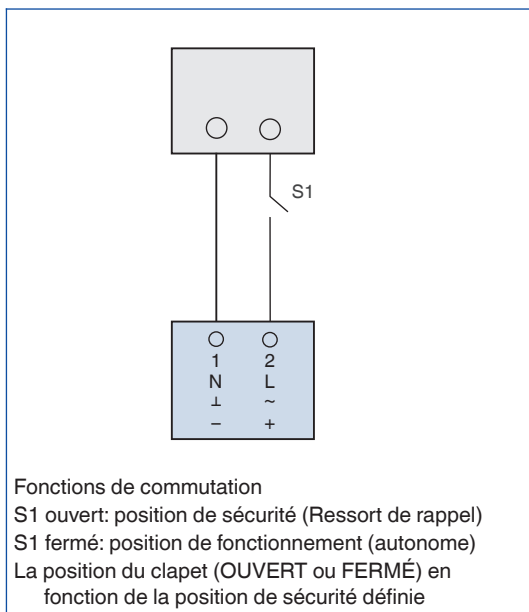 S1
1 2
N L
⊥ ~
– +
Fonctions de commutation
S1 ouvert: position de sécurité (Ressort de rappel)
S1 fermé: position de fonctionnement (autonome)
La position du clapet (OUVERT ou FERMÉ) en
fonction de la position de sécurité définie